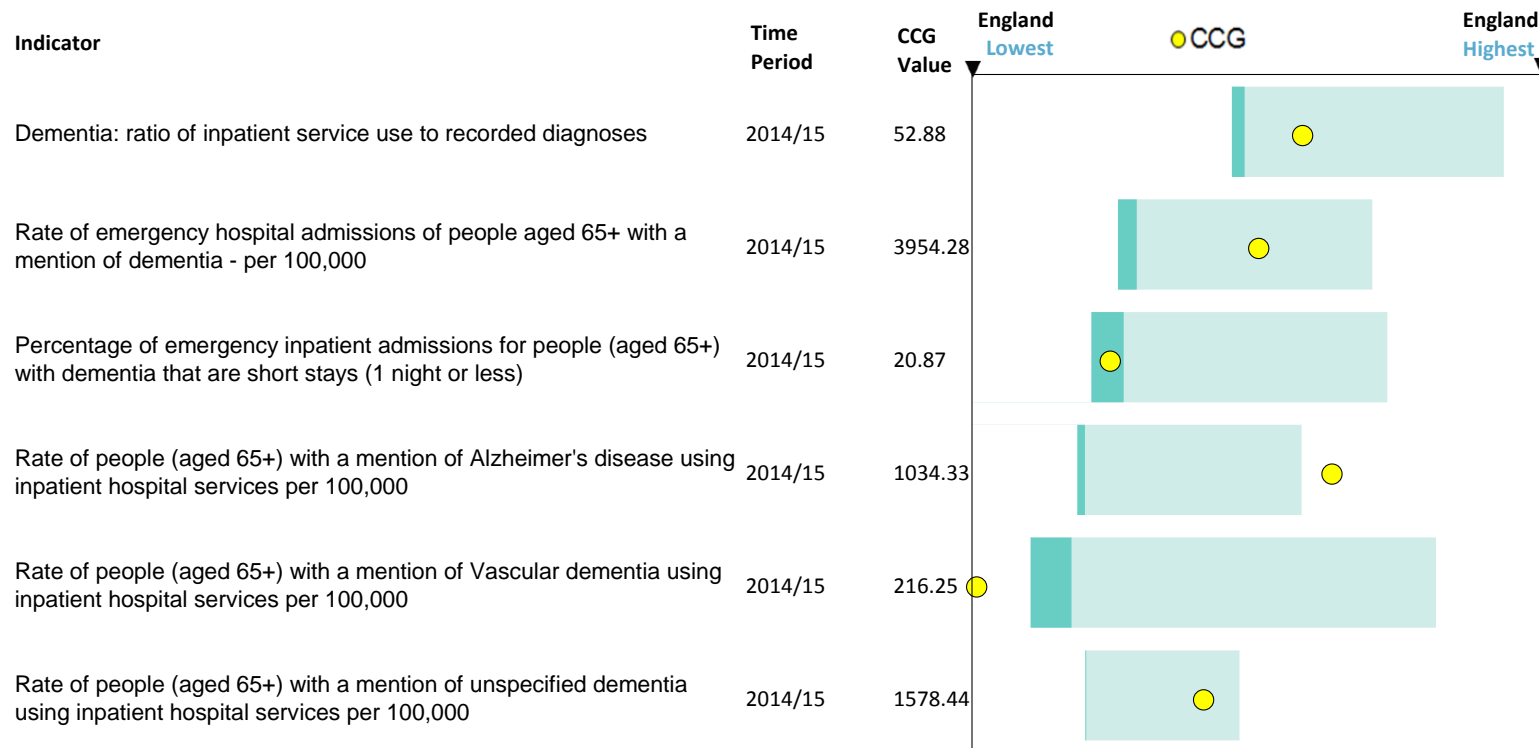 Indicator
Time
Period
CCG
Value
England
Lowest
CCG
England
Highest
Dementia: ratio of inpatient service use to recorded diagnoses
2014/15
52.88
Rate of emergency hospital admissions of people aged 65+ with a
mention of dementia - per 100,000
2014/15
3954.28
Percentage of emergency inpatient admissions for people (aged 65+)
with dementia that are short stays (1 night or less)
2014/15
20.87
Rate of people (aged 65+) with a mention of Alzheimer's disease using
inpatient hospital services per 100,000
2014/15
1034.33
Rate of people (aged 65+) with a mention of Vascular dementia using
inpatient hospital services per 100,000
2014/15
216.25
Rate of people (aged 65+) with a mention of unspecified dementia
using inpatient hospital services per 100,000
2014/15
1578.44